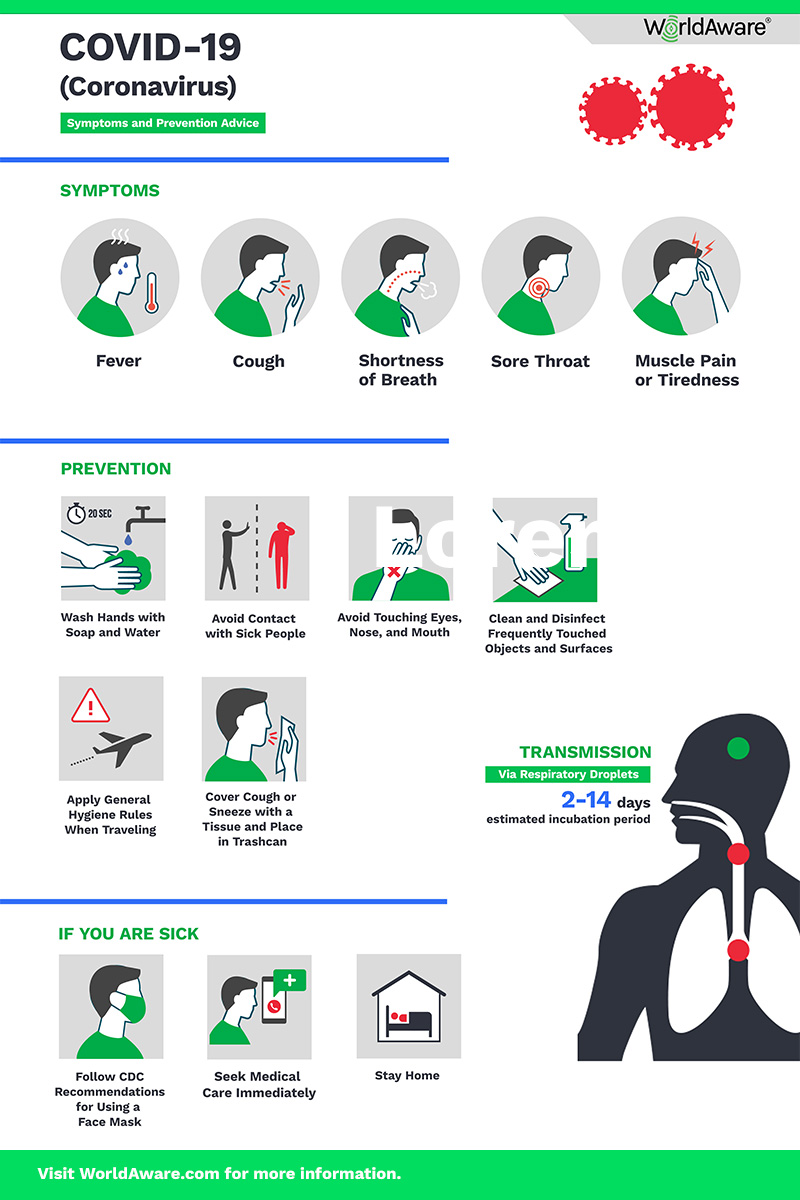 WorldAware®
COVID-19
(Coronavirus)
Symptoms and Prevention Advice
SYMPTOMS
Fever
Cough
Shortness
of Breath
Sore Throat
Muscle Pain
or Tiredness
PREVENTION
20 SEC
Lorem
Wash Hands with
Soap and Water
Avoid Contact
with Sick People
Avoid Touching Eyes,
Nose, and Mouth
Clean and Disinfect
Frequently Touched
Objects and Surfaces
Apply General
Hygiene Rules
When Traveling
Cover Cough or
Sneeze with a
Tissue and Place
in Trashcan
TRANSMISSION
Via Respiratory Droplets
2-14 days
estimated incubation period
IF YOU ARE SICK
Follow CDC
Recommendations
for Using a
Face Mask
Seek Medical
Care Immediately
Stay Home
Visit WorldAware.com for more information.